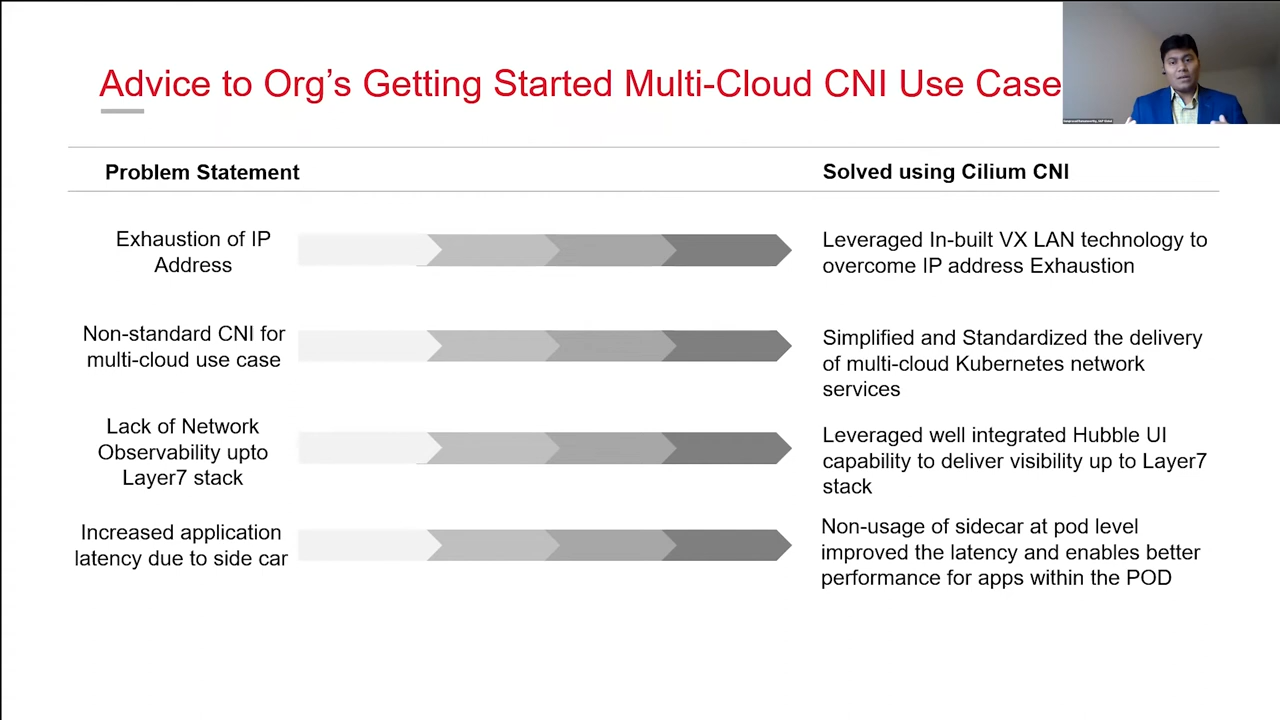 Advice to Org's Getting Started Multi-Cloud CNI Use Case
Problem Statement
Solved using Cilium CNI
Exhaustion of IP
Address
Leveraged In-built VX LAN technology to
overcome IP address Exhaustion
Non-standard CNI for
multi-cloud use case
Simplified and Standardized the delivery
of multi-cloud Kubernetes network
services
Lack of Network
Observability upto
Layer7 stack
Leveraged well integrated Hubble UI
capability to deliver visibility up to Layer7
stack
Increased application
latency due to side car
Non-usage of sidecar at pod level
improved the latency and enables better
performance for apps within the POD